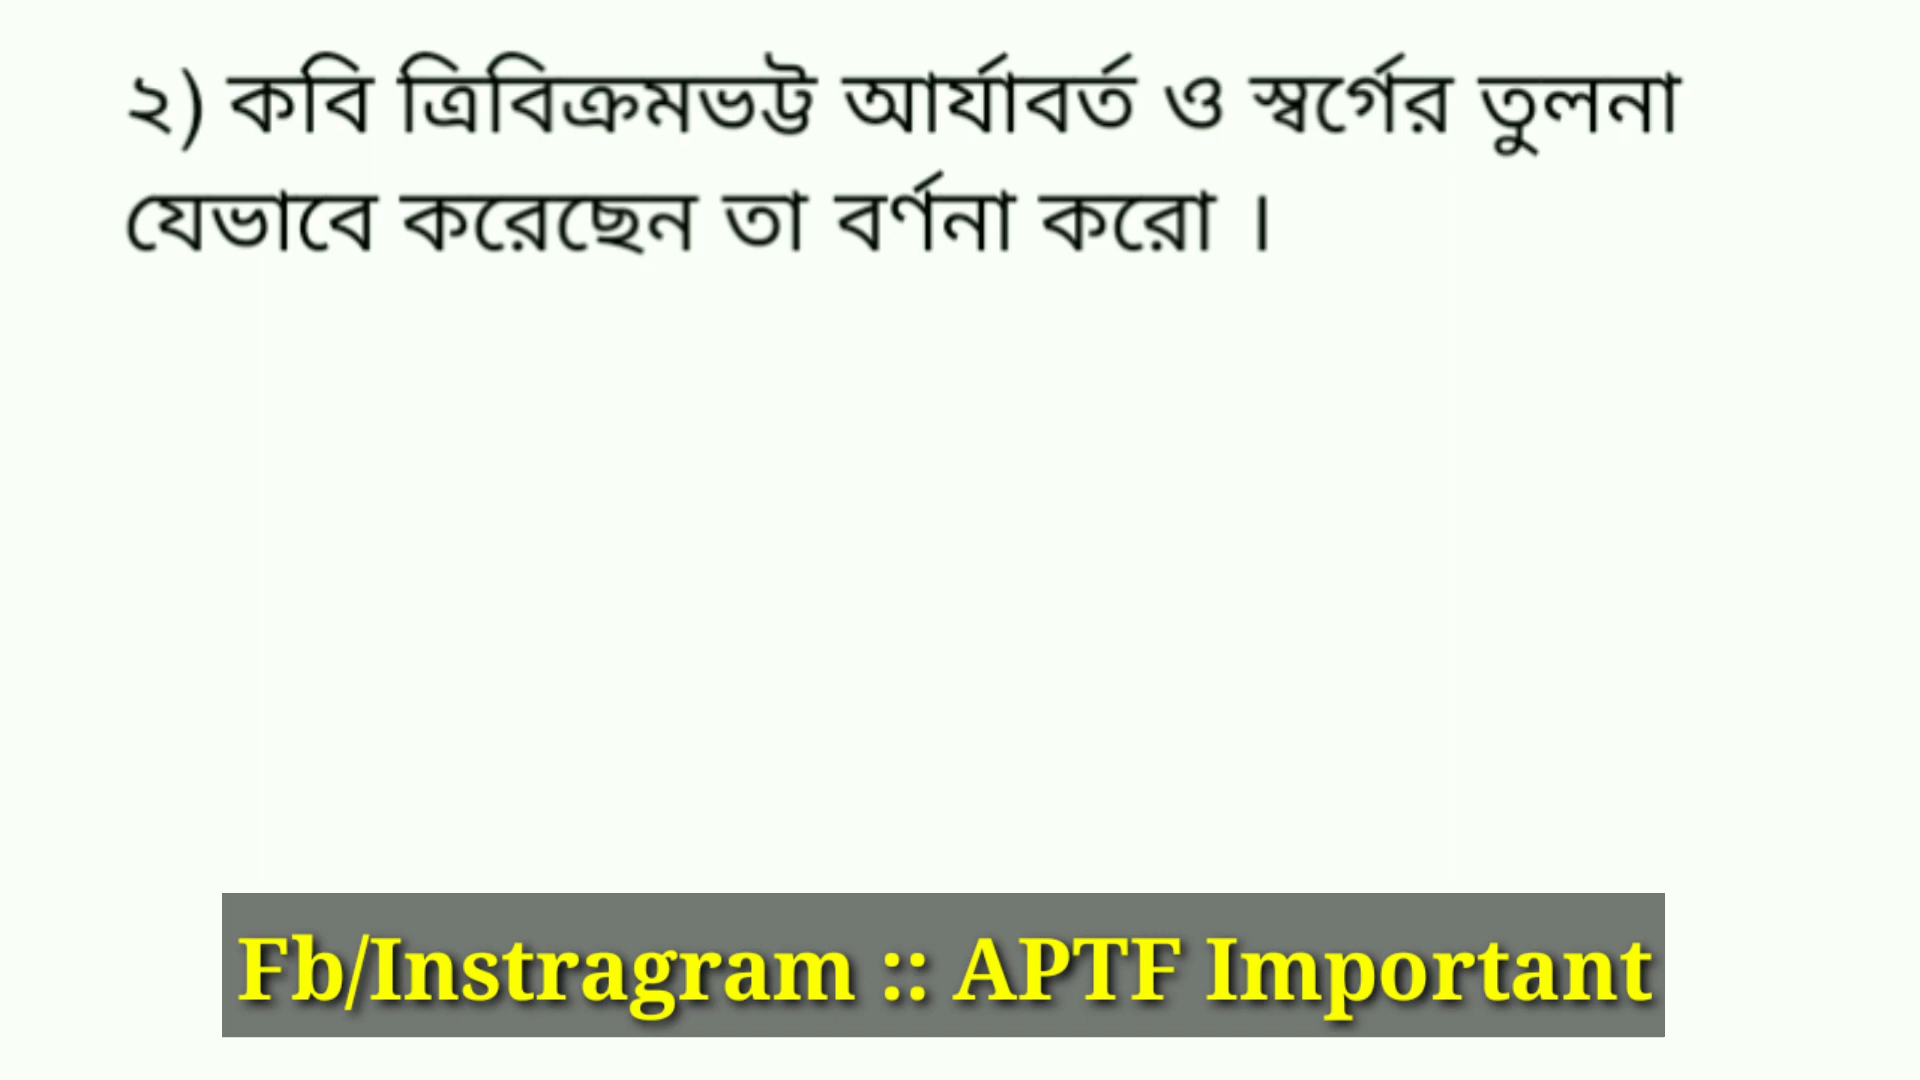 ২) কবি ত্রিবিক্রমভট্ট আর্যাবর্ত ও স্বর্গের তুলনা
যেভাবে করেছেন তা বর্ণনা করো ।
Fb/Instragram :: APTF Important